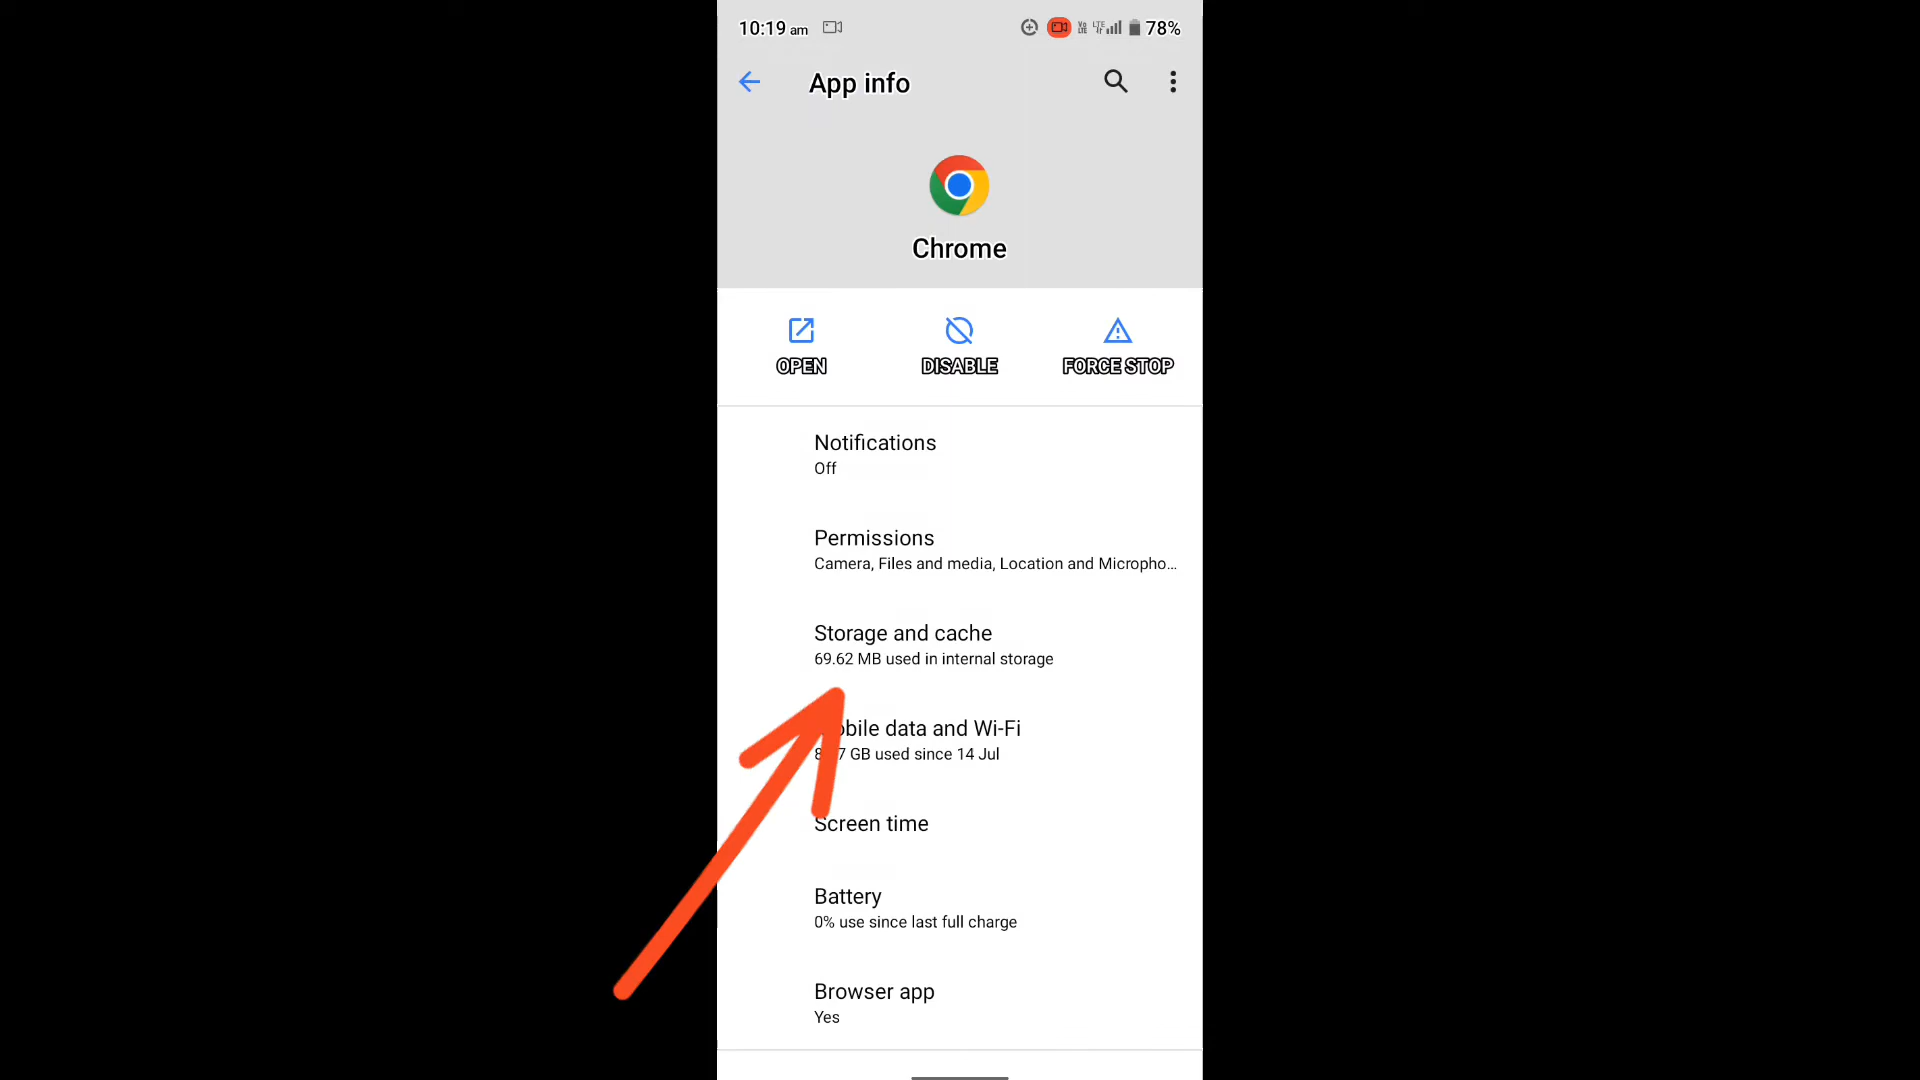 10:19 am
78%
App info
Chrome
OPEN
DISABLE
FORCE STOP
Notifications
Off
Permissions
Camera, Files and media, Location and Micropho...
Storage and cache
69.62 MB used in internal storage
data and Wi-Fi
GB used since 14 Jul
Screen time
Battery
0% use since last full charge
Browser app
Yes